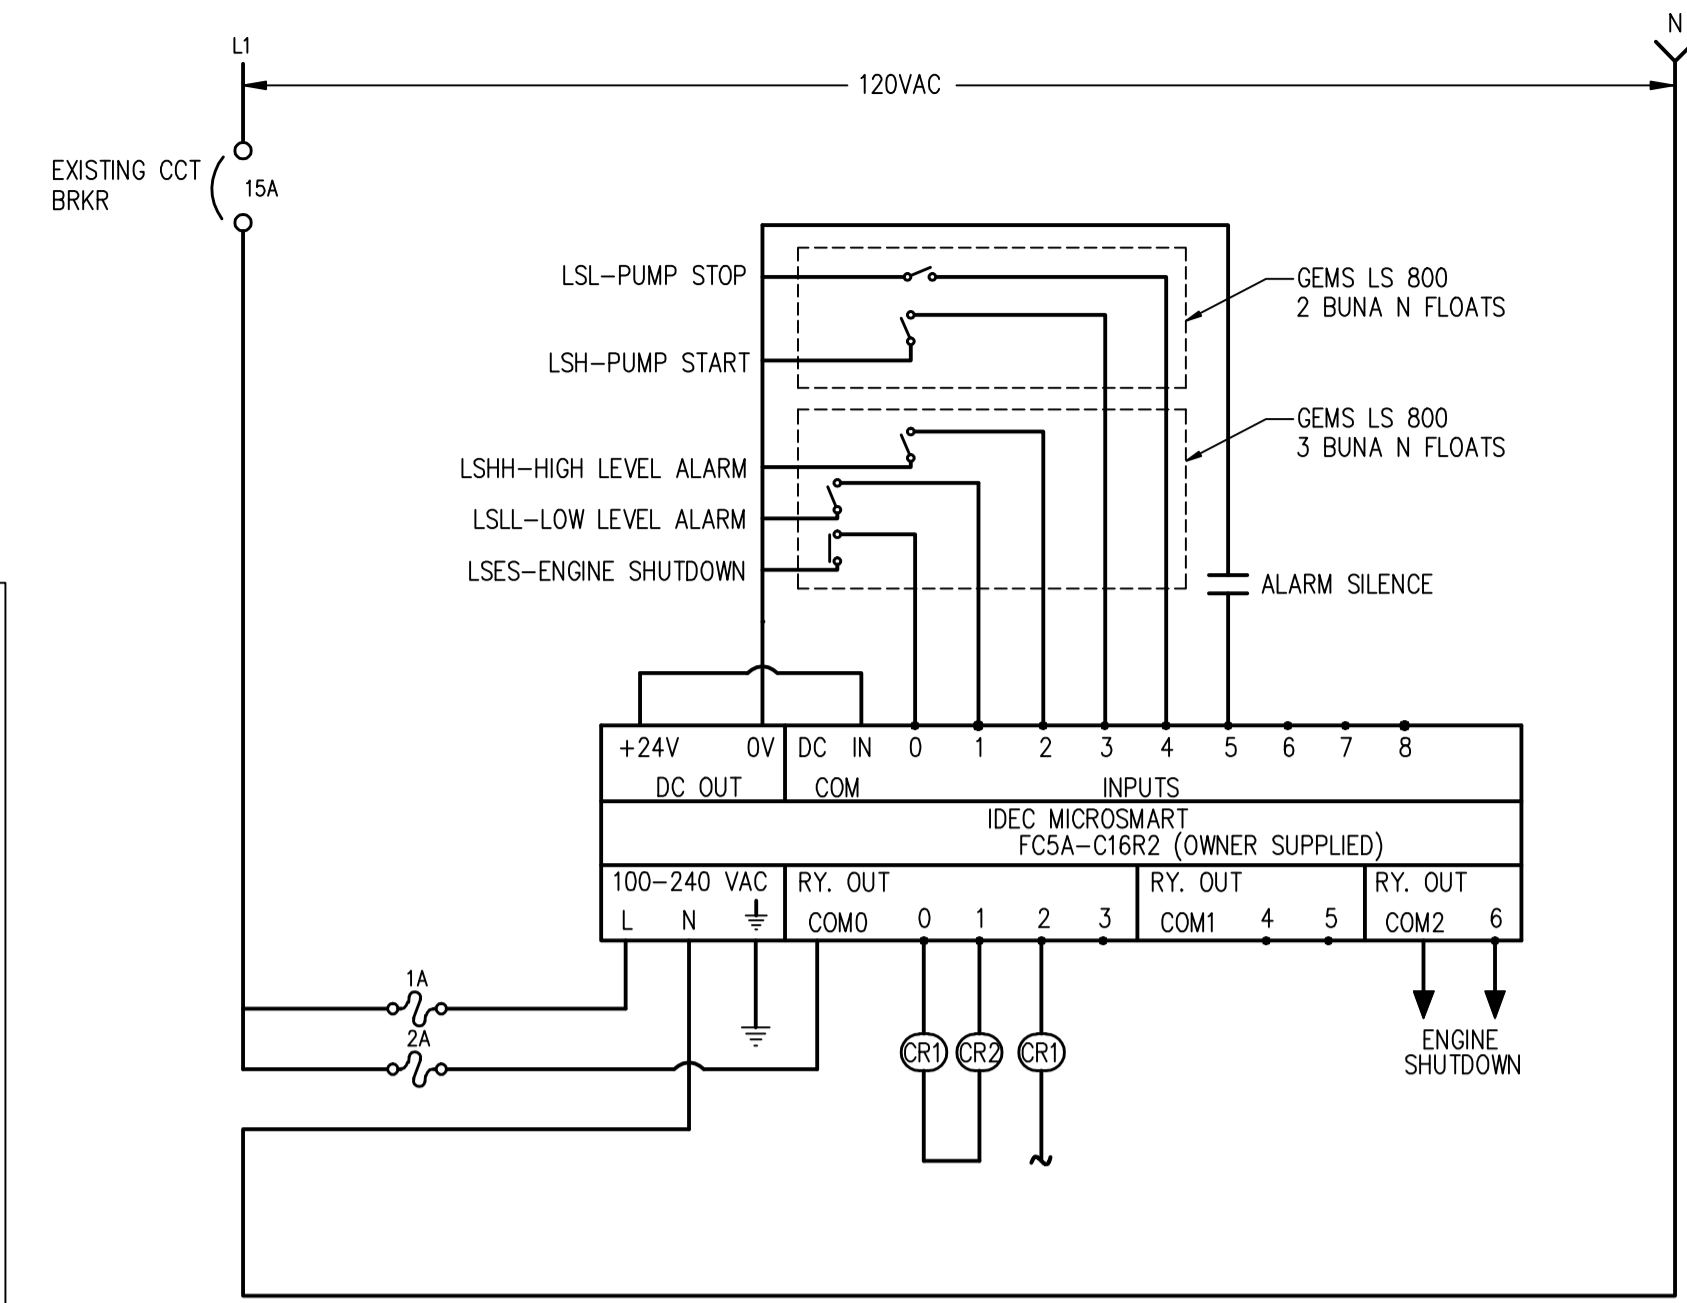 N
L1
120VAC
EXISTING CCT
BRKR
15A
LSL-PUMP STOP
GEMS LS 800
2 BUNA N FLOATS
LSH-PUMP START
GEMS LS 800
3 BUNA N FLOATS
LSHH-HIGH LEVEL ALARM
LSLL-LOW LEVEL ALARM
LSES-ENGINE SHUTDOWN
ALARM SILENCE
+24V 0V DC IN 0 1 2 3 4 5 6 7 8
DC OUT COM INPUTS
IDEC MICROSMART
FC5A-C16R2 (OWNER SUPPLIED)
100-240 VAC RY. OUT RY. OUT RY. OUT
L N COM0 0 1 2 3 COM1 4 5 COM2 6
1A
2A
CR1 CR2 CR1
ENGINE
SHUTDOWN